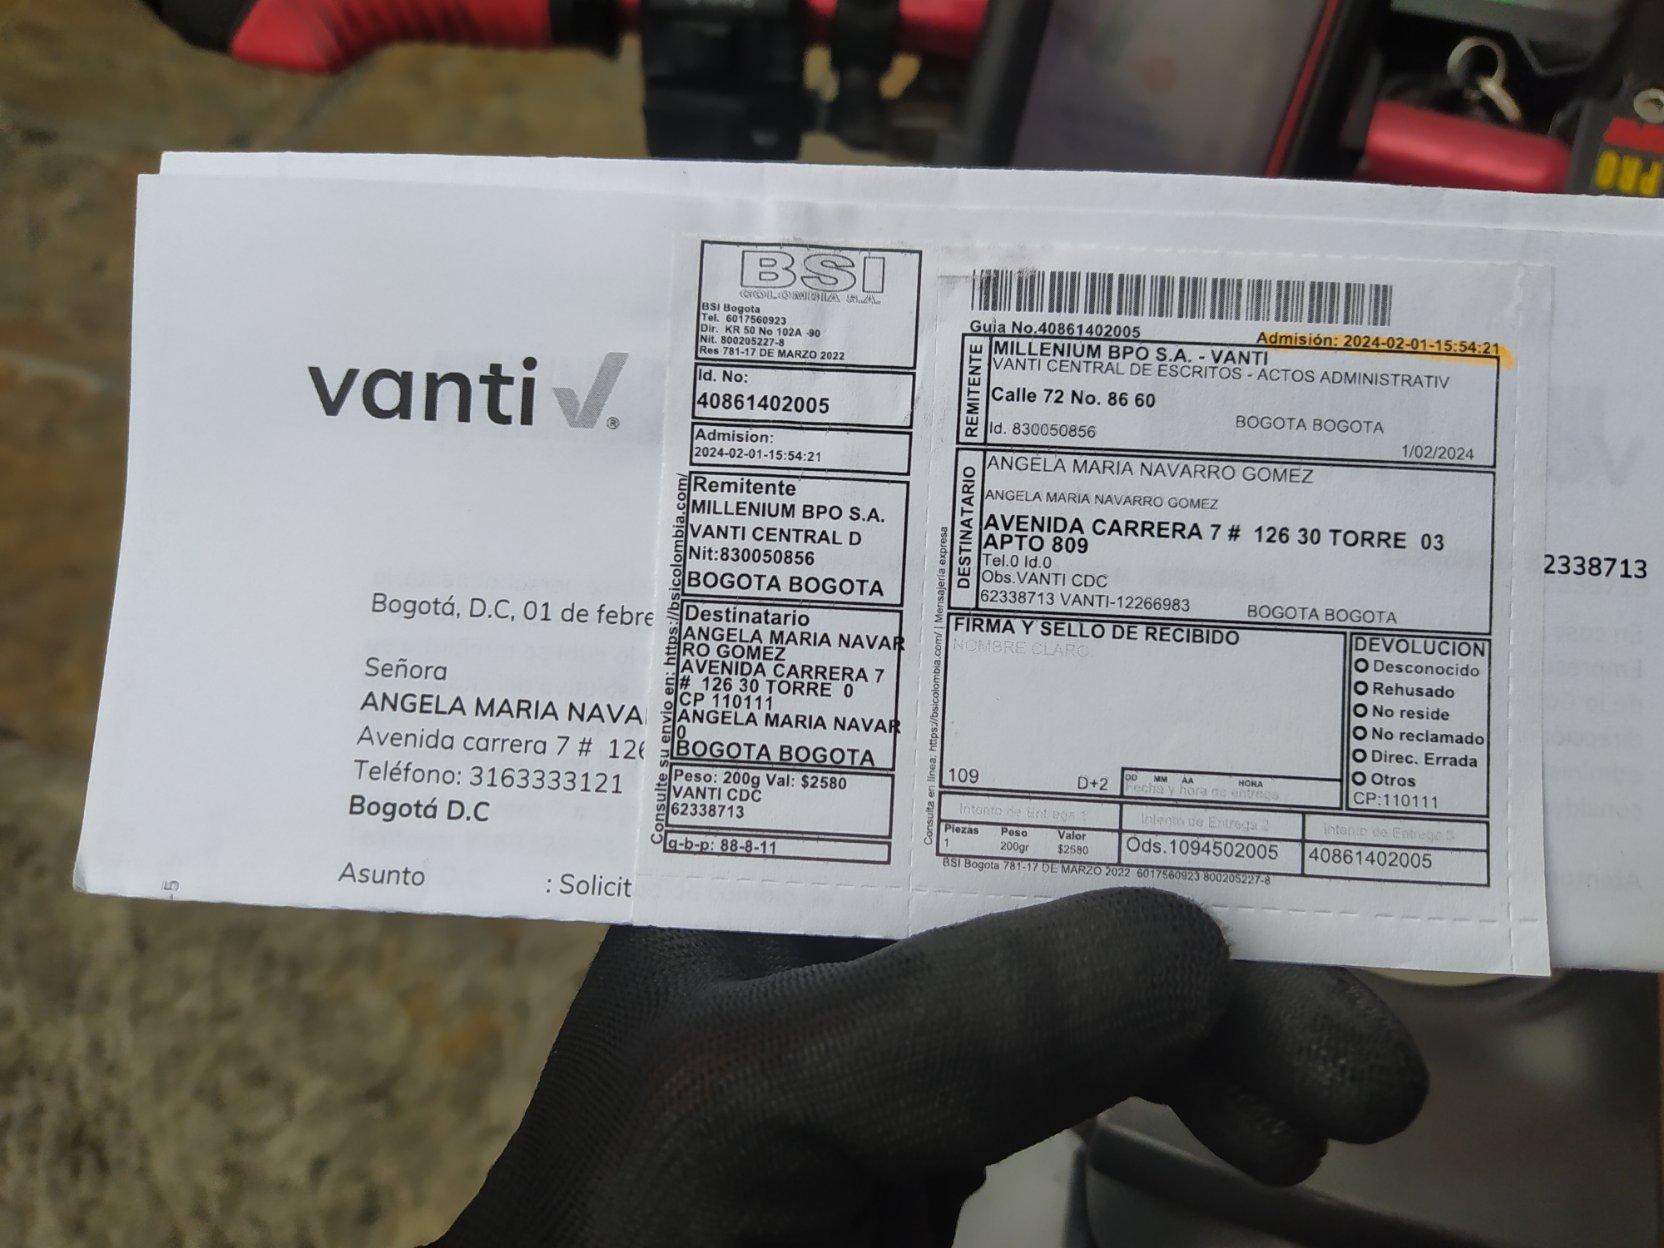 vanti
Bogotá, D.C, 01 de febre
Señora
ANGELA MARIA NAVA
Avenida carrera 7 # 126
Teléfono: 3163333121
Bogotá D.C
Asunto : Solicit
2338713
BSI
COLOMBIA S.A.
BSI Bogota
Tel. 6017560923
Dir. KR 50 No 102A -90
Nit. 800205227-8
Res 781-17 DE MARZO 2022
Id. No:
40861402005
Admision:
2024-02-01-15:54:21
Remitente
MILLENIUM BPO S.A.
VANTI CENTRAL D
Nit:830050856
BOGOTA BOGOTA
Destinatario
ANGELA MARIA NAVAR
RO GOMEZ
AVENIDA CARRERA 7
# 126 30 TORRE 0
CP 110111
ANGELA MARIA NAVAR
0
BOGOTA BOGOTA
Peso: 200g Val: $2580
VANTI CDC
62338713
g-b-p: 88-8-11
Consulte su envio en: https://bsicolombia.com/
Guia No.40861402005
Admisión: 2024-02-01-15:54:21
REMITENTE
MILLENIUM BPO S.A. - VANTI
VANTI CENTRAL DE ESCRITOS - ACTOS ADMINISTRATIV
Calle 72 No. 86 60
BOGOTA BOGOTA
Id. 830050856
1/02/2024
DESTINATARIO
ANGELA MARIA NAVARRO GOMEZ
ANGELA MARIA NAVARRO GOMEZ
AVENIDA CARRERA 7 # 126 30 TORRE 03
APTO 809
Tel.0 Id.0
Obs.VANTI CDC
62338713 VANTI-12266983 BOGOTA BOGOTA
FIRMA Y SELLO DE RECIBIDO
NOMBRE CLARO.
109 D+2
DD MM AA HORA
Fecha y hora de entrega
DEVOLUCION
Desconocido
Rehusado
No reside
No reclamado
Direc. Errada
Otros
CP:110111
Intento de Entrega 1
Intento de Entrega 2
Intento de Entrega 3
Piezas Peso Valor
1 200gr $2580
Ods.1094502005
40861402005
BSI Bogota 781-17 DE MARZO 2022 6017560923 800205227-8
Consulta en línea: https://bsicolombia.com/ | Mensajeria expresa
PRO